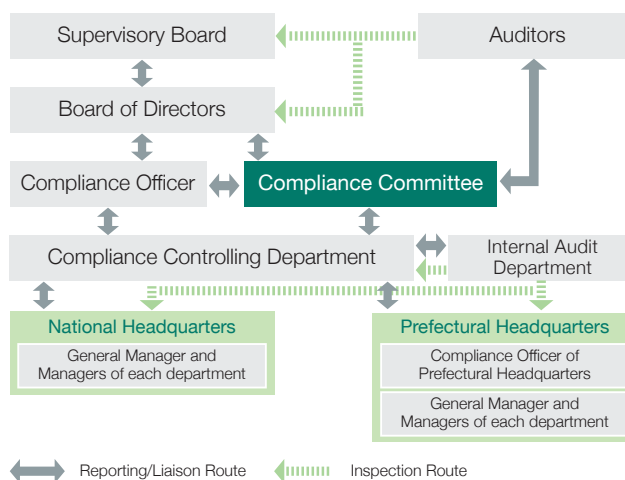 Supervisory Board
Auditors
Board of Directors
Compliance Officer
Compliance Committee
Compliance Controlling Department
Internal Audit
Department
National Headquarters
General Manager and
Managers of each department
Prefectural Headquarters
Compliance Officer of
Prefectural Headquarters
General Manager and
Managers of each department
Reporting/Liaison Route
Inspection Route